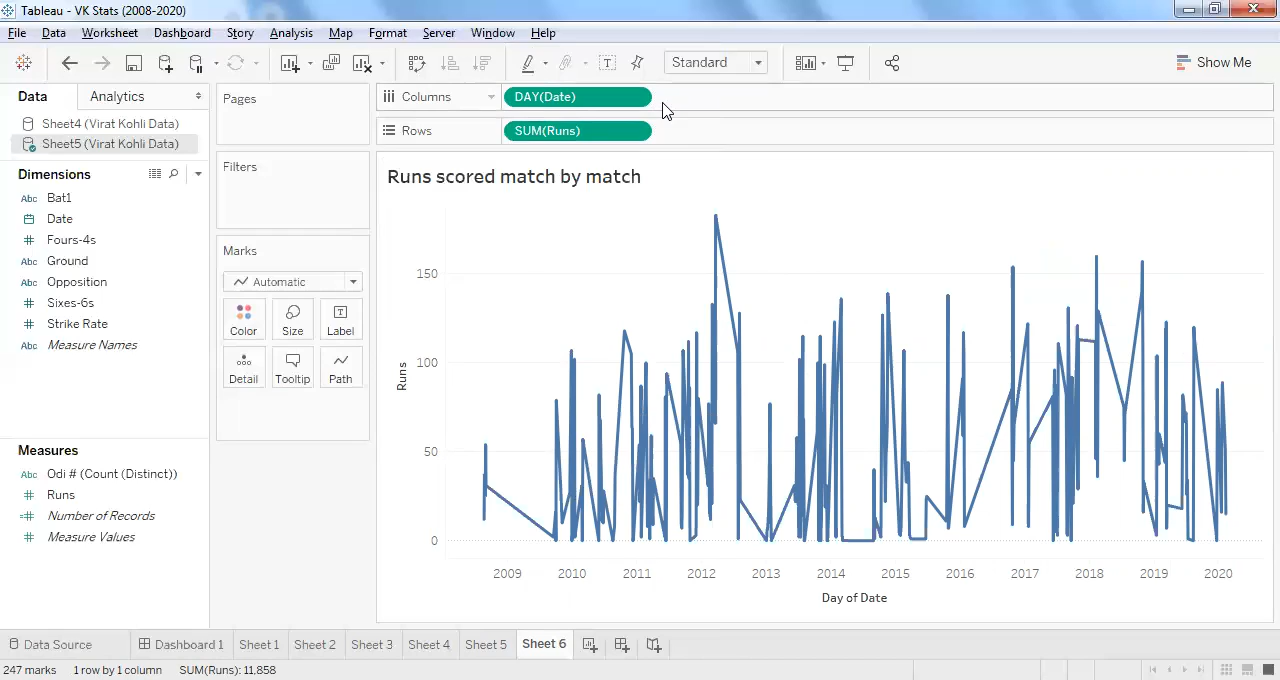 Tableau - VK Stats (2008-2020)
File Data Worksheet Dashboard Story Analysis Map Format Server Window Help
Standard
Show Me
Data Analytics
Sheet4 (Virat Kohli Data)
Sheet5 (Virat Kohli Data)
Dimensions
Abc Bat1
Date
Fours-4s
Abc Ground
Abc Opposition
Sixes-6s
Strike Rate
Abc Measure Names
Measures
Abc Odi # (Count (Distinct))
Runs
Number of Records
Measure Values
Pages
Filters
Marks
Automatic
Color Size Label
Detail Tooltip Path
Columns DAY(Date)
Rows SUM(Runs)
Runs scored match by match
Runs
150
100
50
0
2009 2010 2011 2012 2013 2014 2015 2016 2017 2018 2019 2020
Day of Date
Data Source Dashboard 1 Sheet 1 Sheet 2 Sheet 3 Sheet 4 Sheet 5 Sheet 6
247 marks 1 row by 1 column SUM(Runs): 11,858